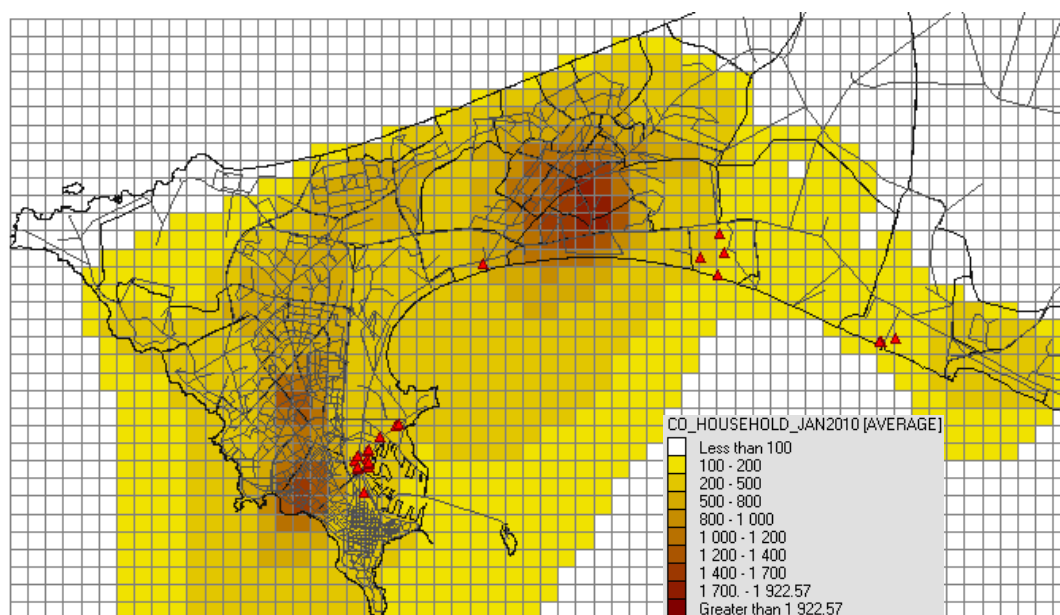 CO_HOUSEHOLD_JAN2010 [AVERAGE]
Less than 100
100 - 200
200 - 500
500 - 800
800 - 1 000
1 000 - 1 200
1 200 - 1 400
1 400 - 1 700
1 700. - 1 922.57
Greater than 1 922.57